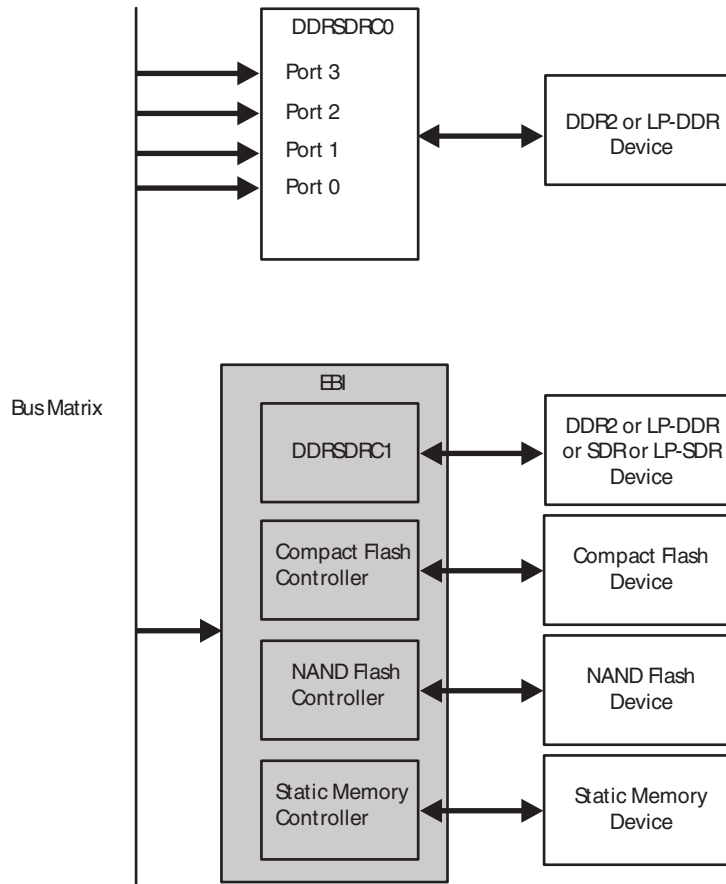 DDRSDRC0
Port 3
Port 2
Port 1
Port 0
DDR2 or LP-DDR
Device
Bus Matrix
EBI
DDRSDRC1
DDR2 or LP-DDR
or SDR or LP-SDR
Device
Compact Flash
Controller
Compact Flash
Device
NAND Flash
Controller
NAND Flash
Device
Static Memory
Controller
Static Memory
Device